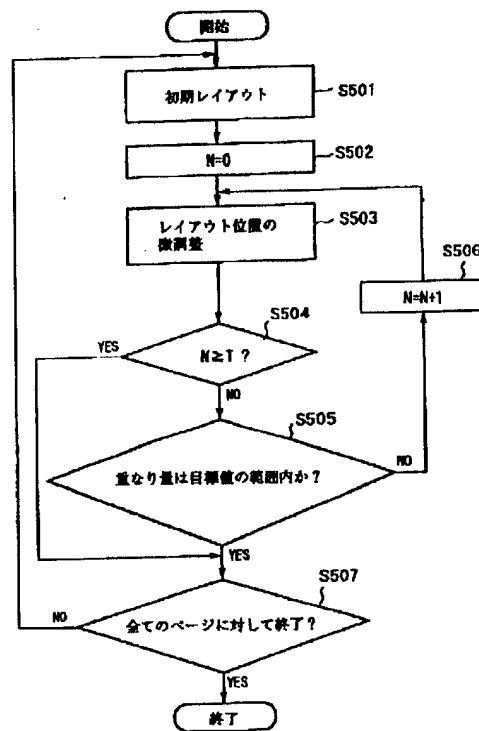 開始
初期レイアウト
S501
N=0
S502
レイアウト位置の
微調整
S503
S506
N=N+1
S504
YES
N≧T ?
NO
S505
重なり量は目標値の範囲内か?
NO
YES
S507
NO
全てのページに対して終了?
YES
終了